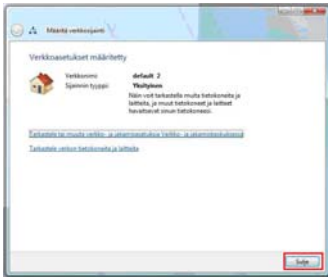 Määritä verkkosijainti
Verkkoasetukset määritetty
Verkkonimi default 2
Sijainnin tyyppi Yksityinen
Näin voit tarkastella muita tietokoneita ja
laitteita, ja muut tietokoneet ja laitteet
havaitsevat sinun tietokoneesi.
Tarkastele tai muuta verkko- ja jakamisasetuksia Verkko- ja jakamiskeskuksessa
Tarkastele verkon tietokoneita ja laitteita
Sulje